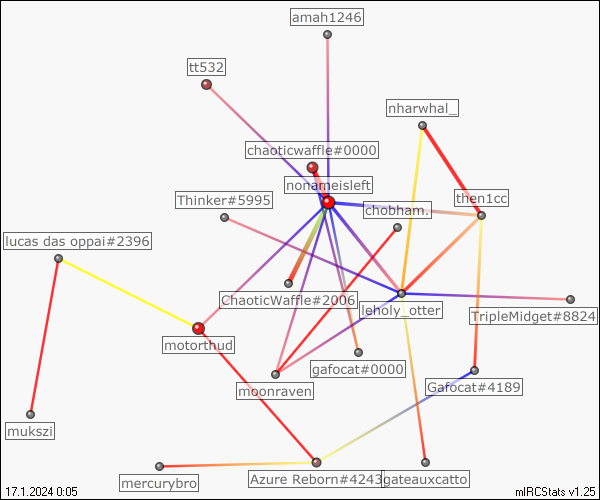 amah1246
tt532
nharwhal_
chaoticwaffle#0000
nonameisleft
Thinker#5995
then1cc
chobham.
lucas das oppai#2396
ChaoticWaffle#2006
leholy_otter
TripleMidget#8824
motorthud
gafocat#0000
moonraven
Gafocat#4189
mukszi
mercurybro
Azure Reborn#4243
gateauxcatto
17.1.2024 0:05
mIRCStats v1.25